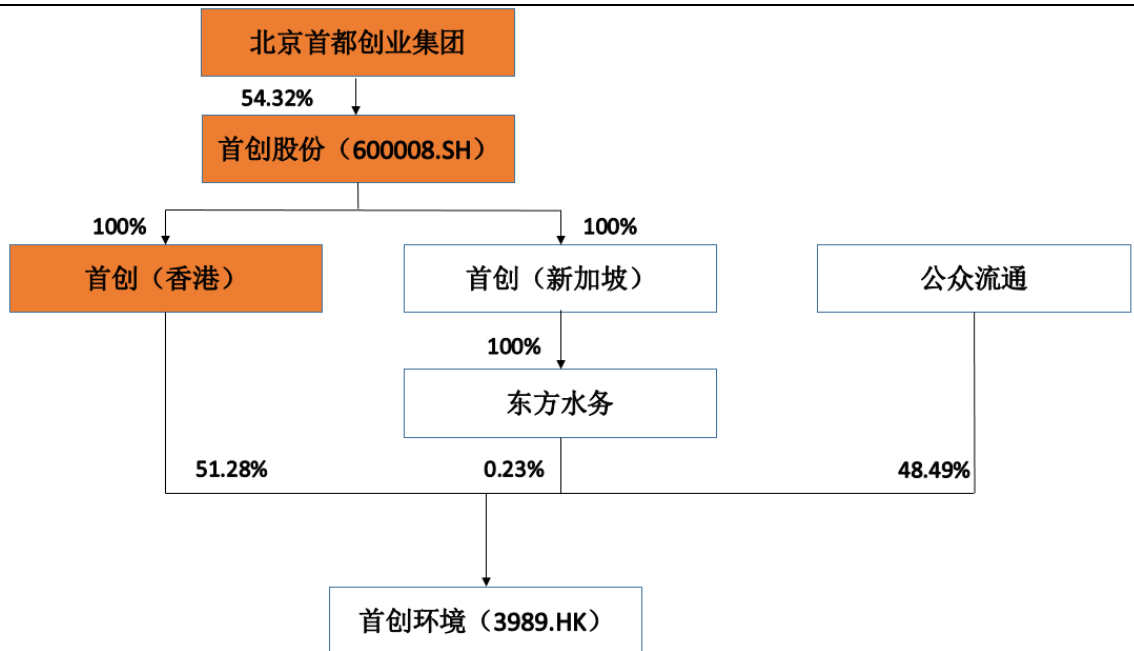 北京首都创业集团
54.32%
首创股份（600008.SH）
100%
100%
首创（香港）
首创（新加坡）
公众流通
100%
东方水务
51.28%
0.23%
48.49%
首创环境（3989.HK）